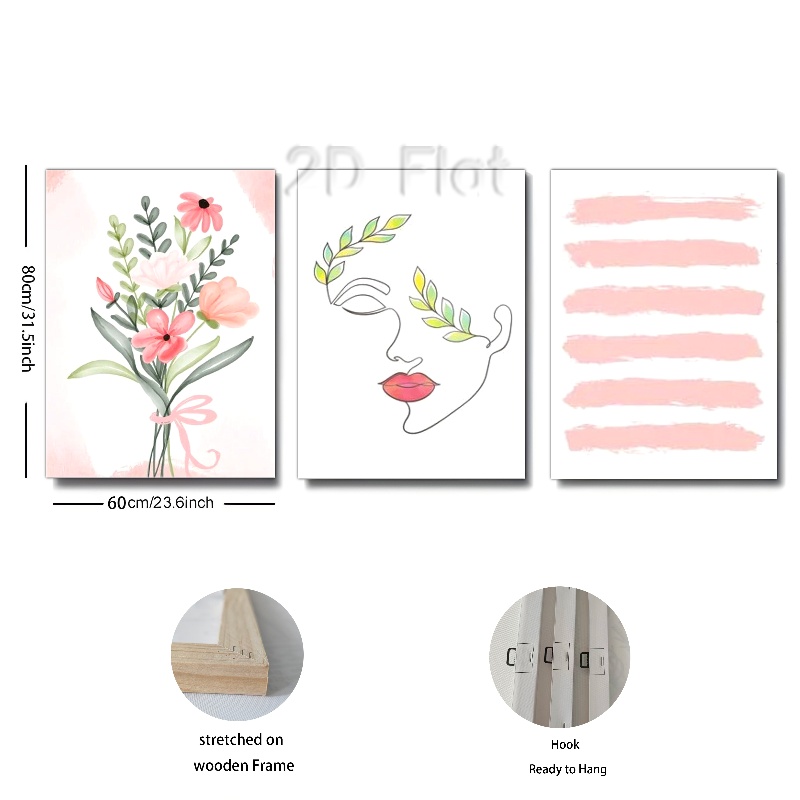 2D Flat
80cm/31.5inch
60cm/23.6inch
stretched on
wooden Frame
Hook
Ready to Hang